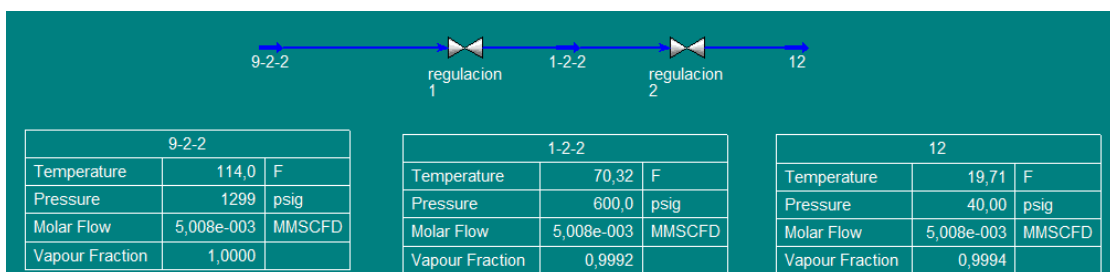 9-2-2
regulacion
1
1-2-2
regulacion
2
12
9-2-2
Temperature 114,0 F
Pressure 1299 psig
Molar Flow 5,008e-003 MMSCFD
Vapour Fraction 1,0000
1-2-2
Temperature 70,32 F
Pressure 600,0 psig
Molar Flow 5,008e-003 MMSCFD
Vapour Fraction 0,9992
12
Temperature 19,71 F
Pressure 40,00 psig
Molar Flow 5,008e-003 MMSCFD
Vapour Fraction 0,9994